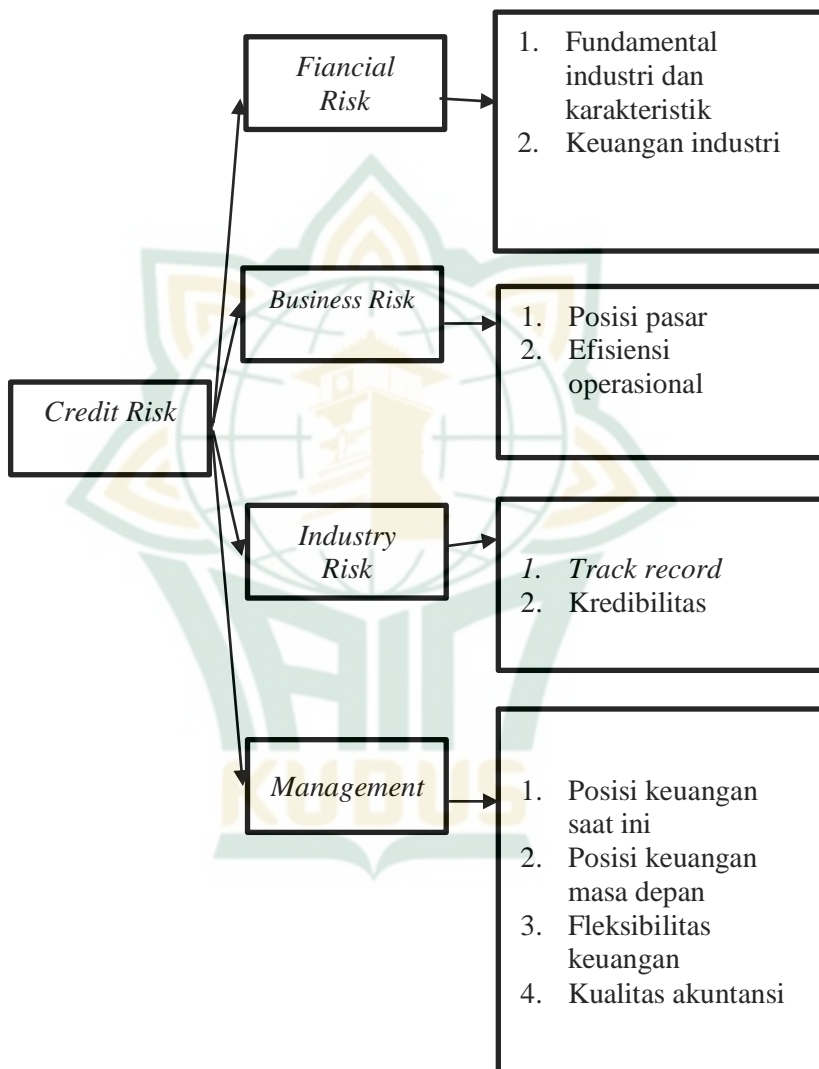 Fiancial
Risk
1. Fundamental
industri dan
karakteristik
2. Keuangan industri
Business Risk
1. Posisi pasar
2. Efisiensi
operasional
Credit Risk
Industry
Risk
1. Track record
2. Kredibilitas
Management
1. Posisi keuangan
saat ini
2. Posisi keuangan
masa depan
3. Fleksibilitas
keuangan
4. Kualitas akuntansi
IAIN
KUDUS